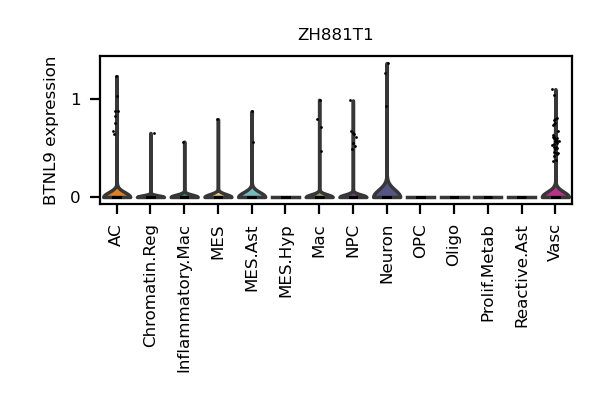 ZH881T1
BTNL9 expression
1
0
AC
Chromatin.Reg
Inflammatory.Mac
MES
MES.Ast
MES.Hyp
Mac
NPC
Neuron
OPC
Oligo
Prolif.Metab
Reactive.Ast
Vasc